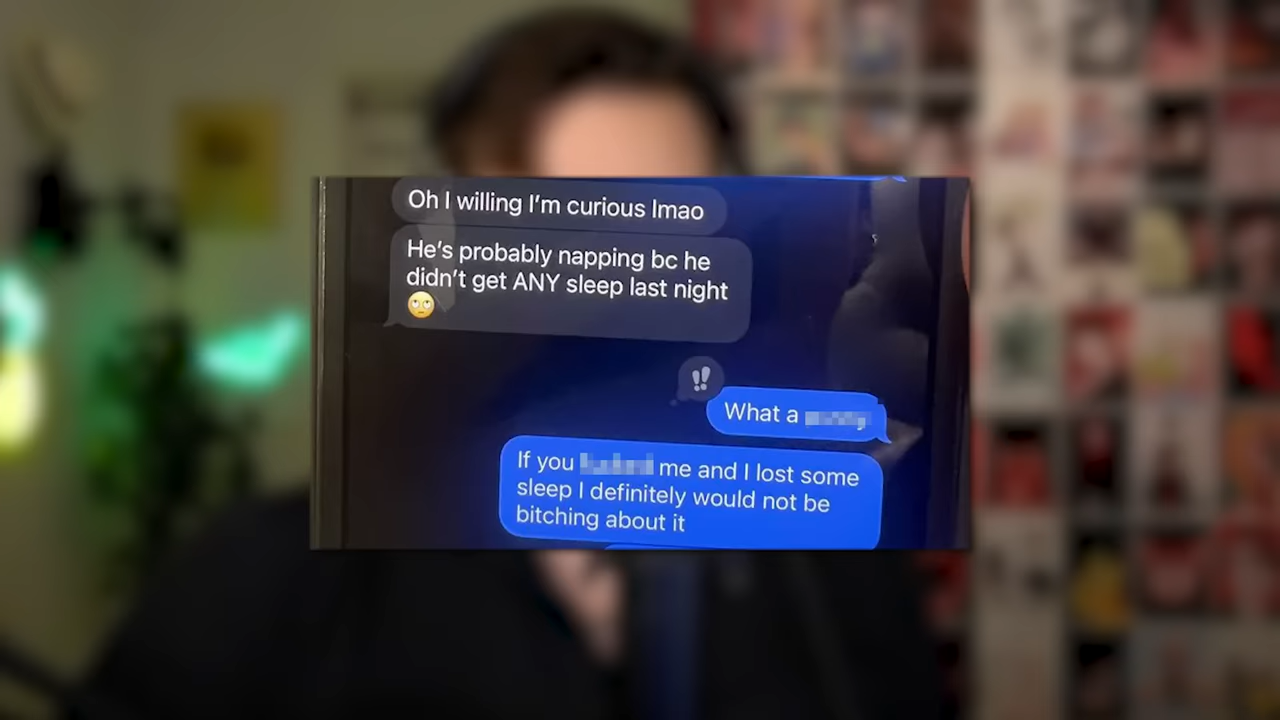 Oh I willing I'm curious lmao
He's probably napping bc he
didn't get ANY sleep last night
🙄
What a
If you me and I lost some
sleep I definitely would not be
bitching about it